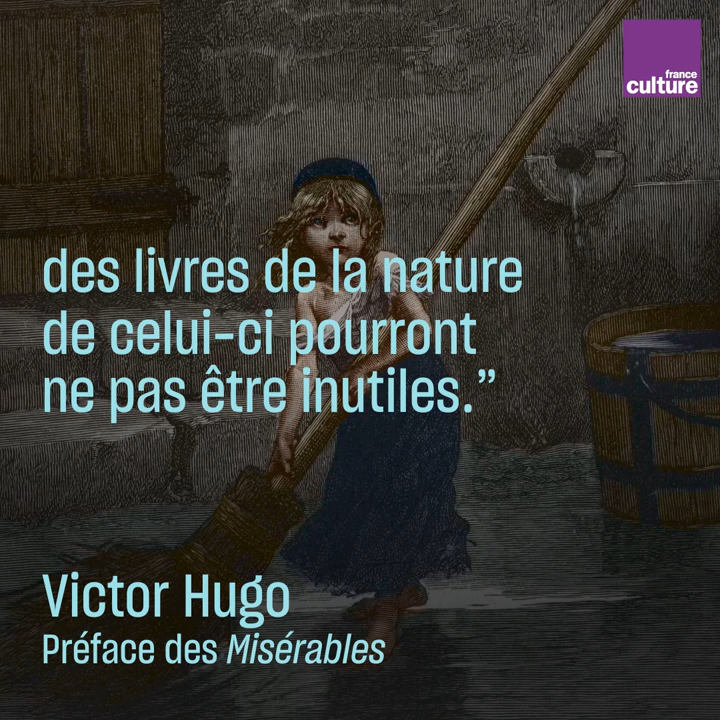 france
culture
des livres de la nature
de celui-ci pourront
ne pas être inutiles.”
Victor Hugo
Préface des Misérables